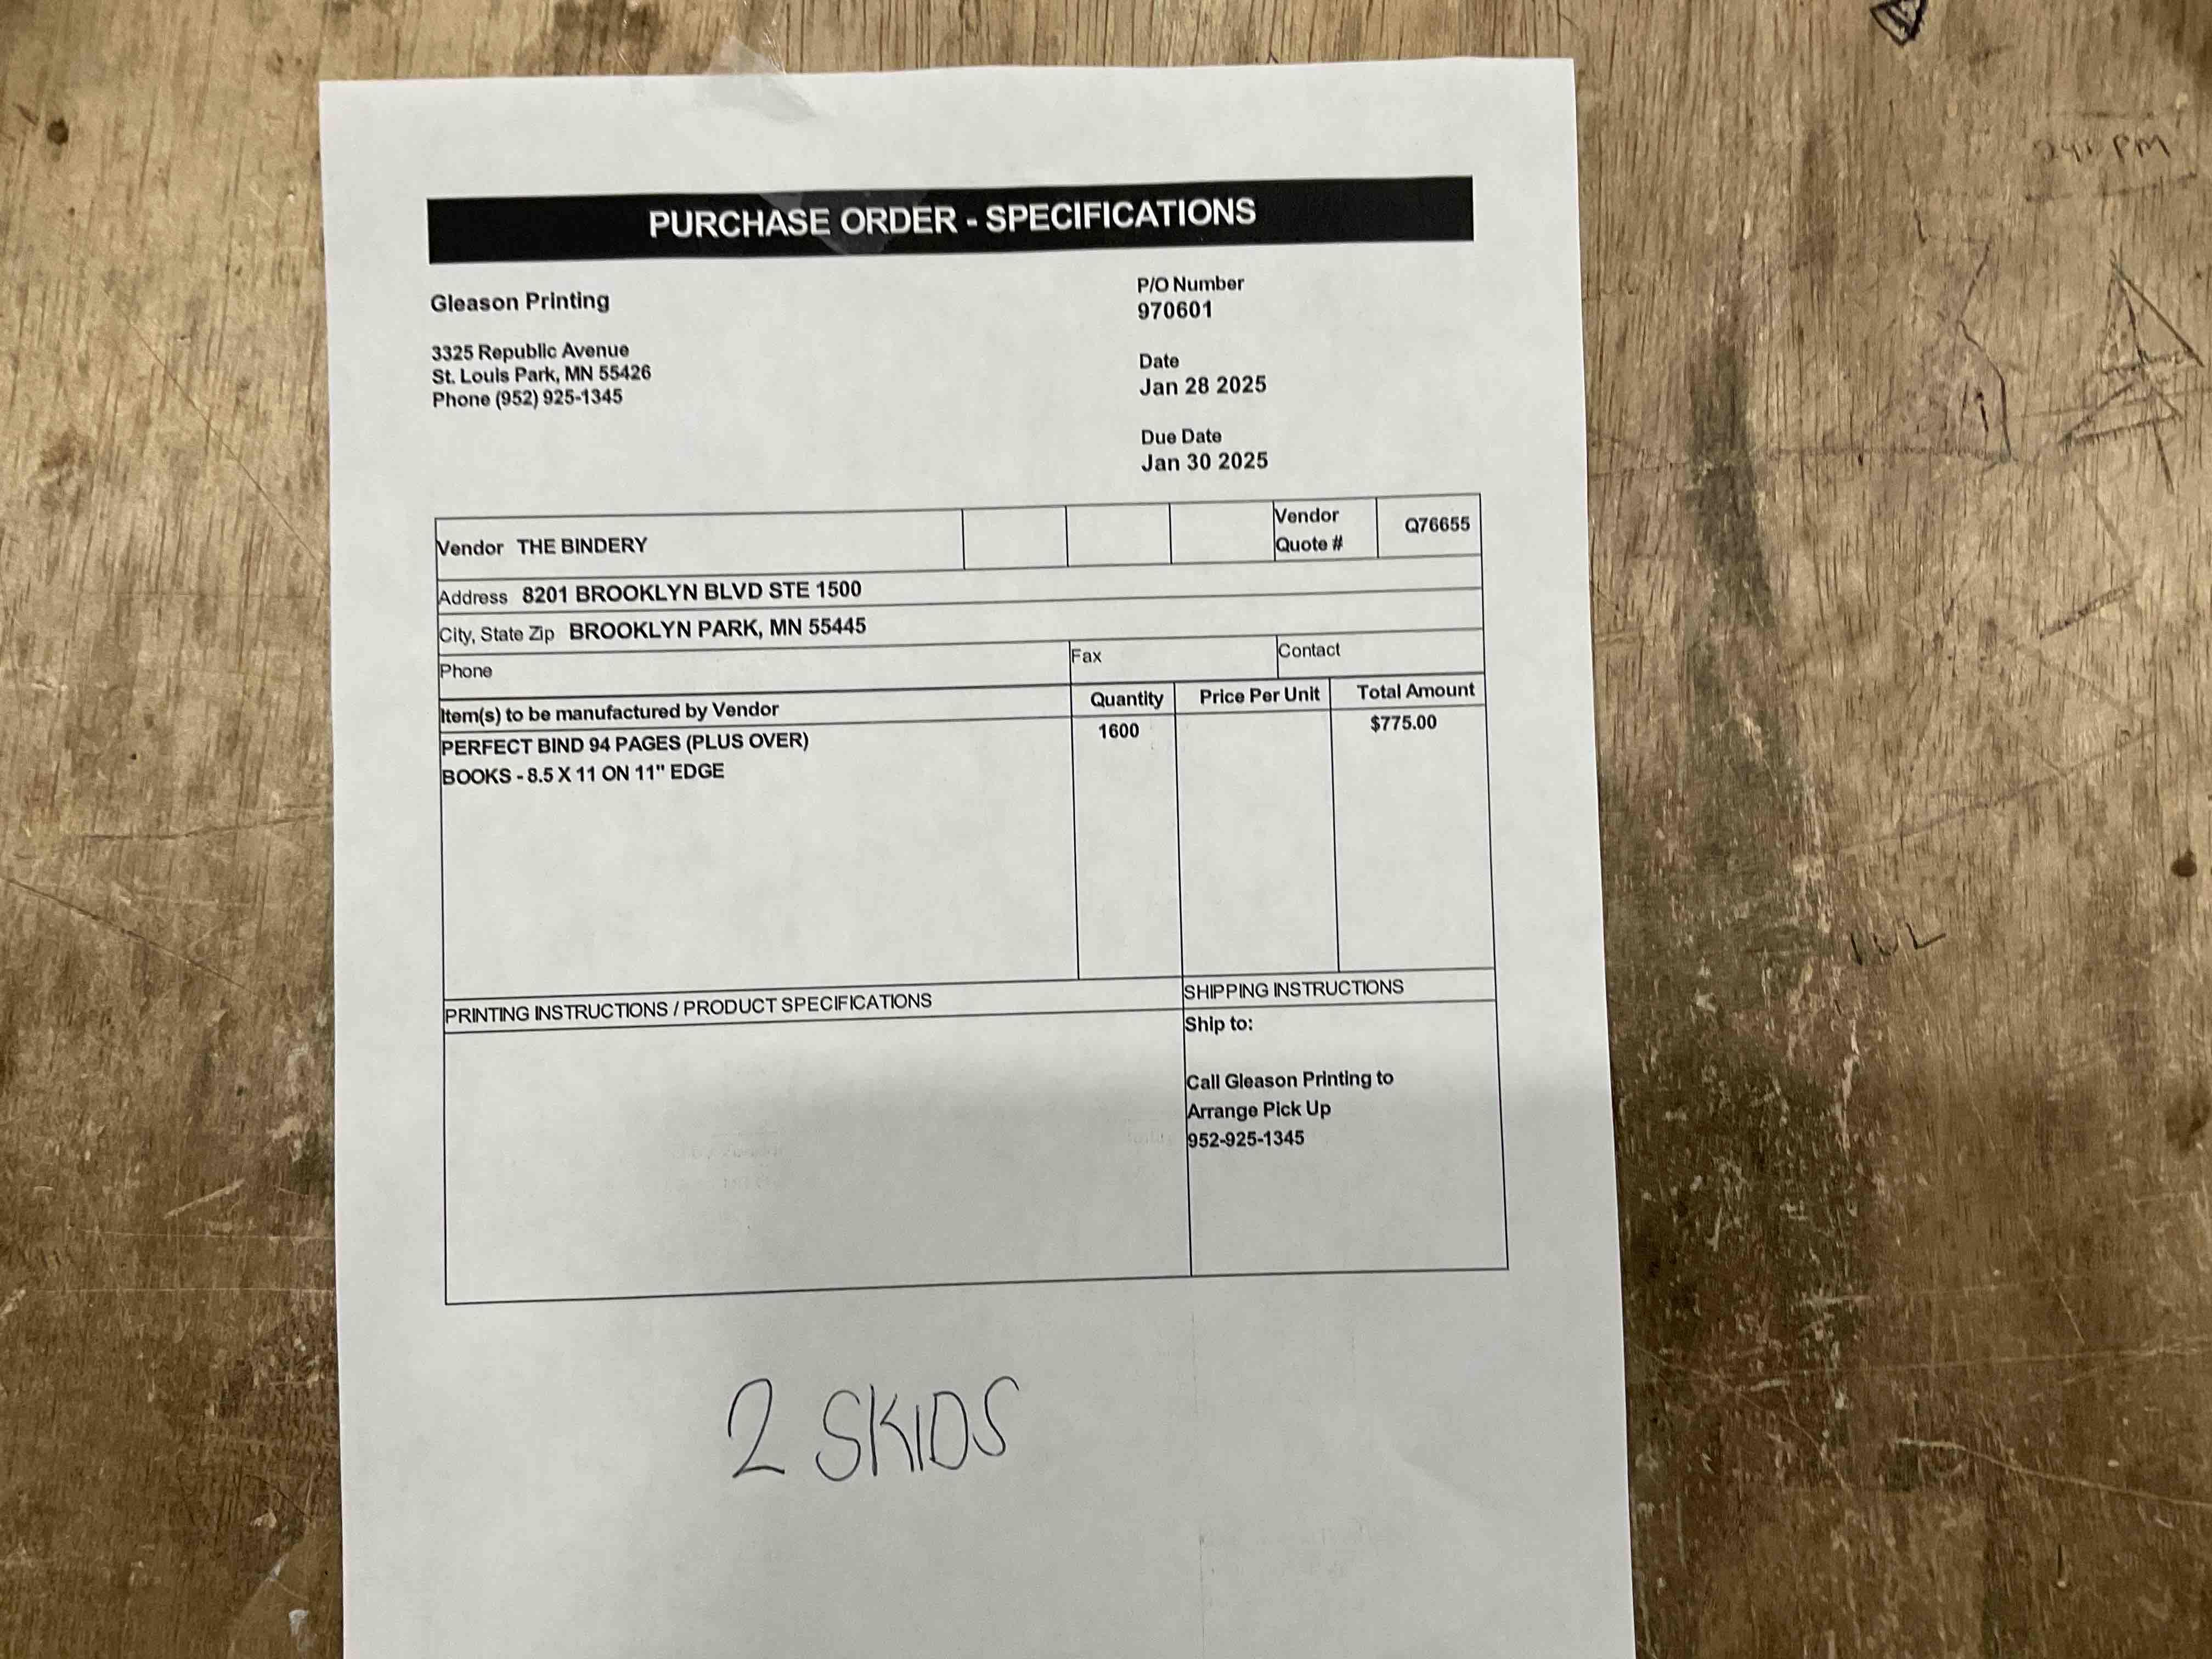 PURCHASE ORDER - SPECIFICATIONS
Gleason Printing
3325 Republic Avenue
St. Louis Park, MN 55426
Phone (952) 925-1345
P/O Number
970601
Date
Jan 28 2025
Due Date
Jan 30 2025
Vendor THE BINDERY
Vendor
Quote #
Q76655
Address 8201 BROOKLYN BLVD STE 1500
City, State Zip BROOKLYN PARK, MN 55445
Phone
Fax
Contact
Item(s) to be manufactured by Vendor
Quantity
Price Per Unit
Total Amount
PERFECT BIND 94 PAGES (PLUS OVER)
BOOKS - 8.5 X 11 ON 11" EDGE
1600
$775.00
PRINTING INSTRUCTIONS / PRODUCT SPECIFICATIONS
SHIPPING INSTRUCTIONS
Ship to:
Call Gleason Printing to
Arrange Pick Up
952-925-1345
2 SKIDS
PM